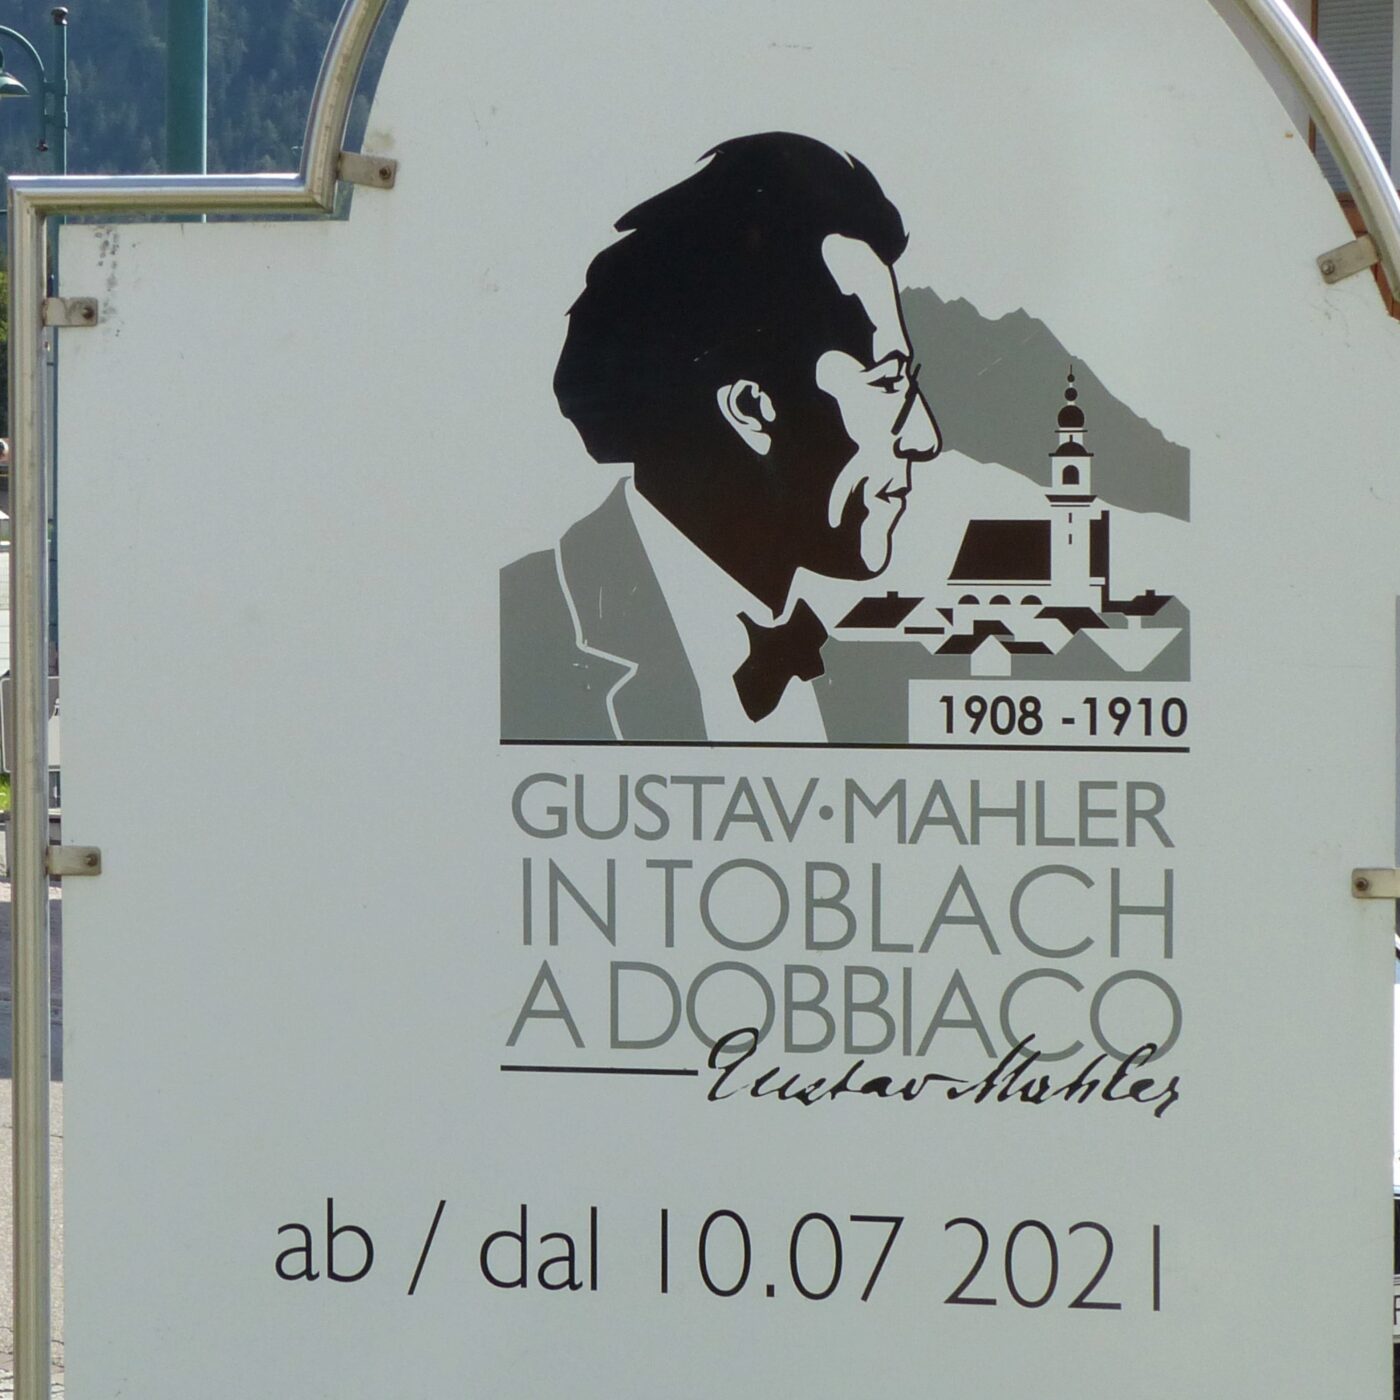 1908 -1910
GUSTAV·MAHLER
IN TOBLACH
A DOBBIACO
Gustav Mahler
ab / dal 10.07 2021